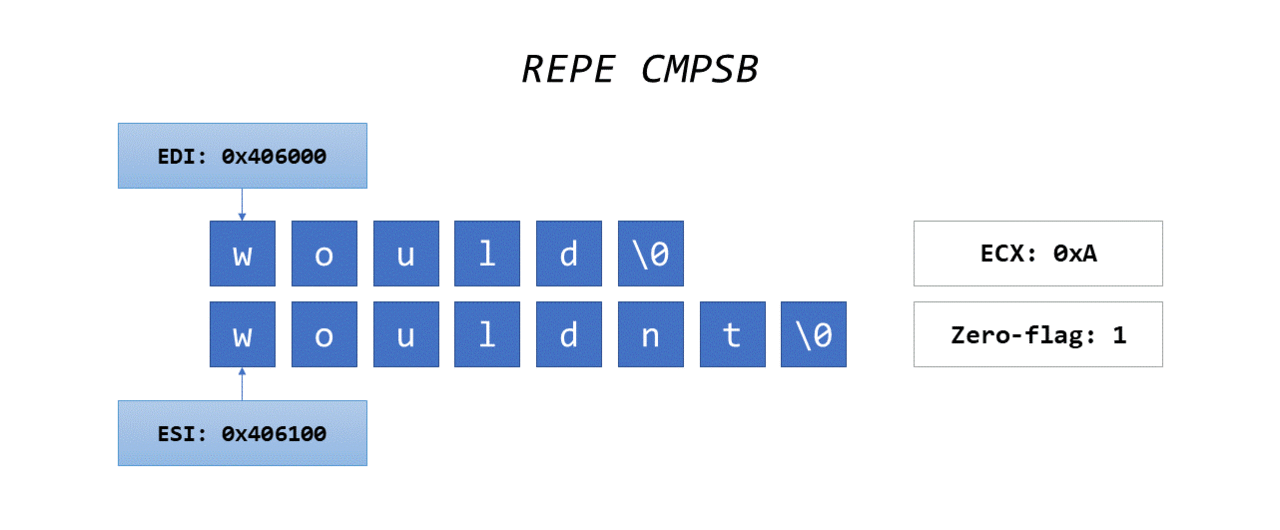 REPE CMPSB
EDI: 0x406000
w o u l d \0
ECX: 0xA
w o u l d n t \0
Zero-flag: 1
ESI: 0x406100